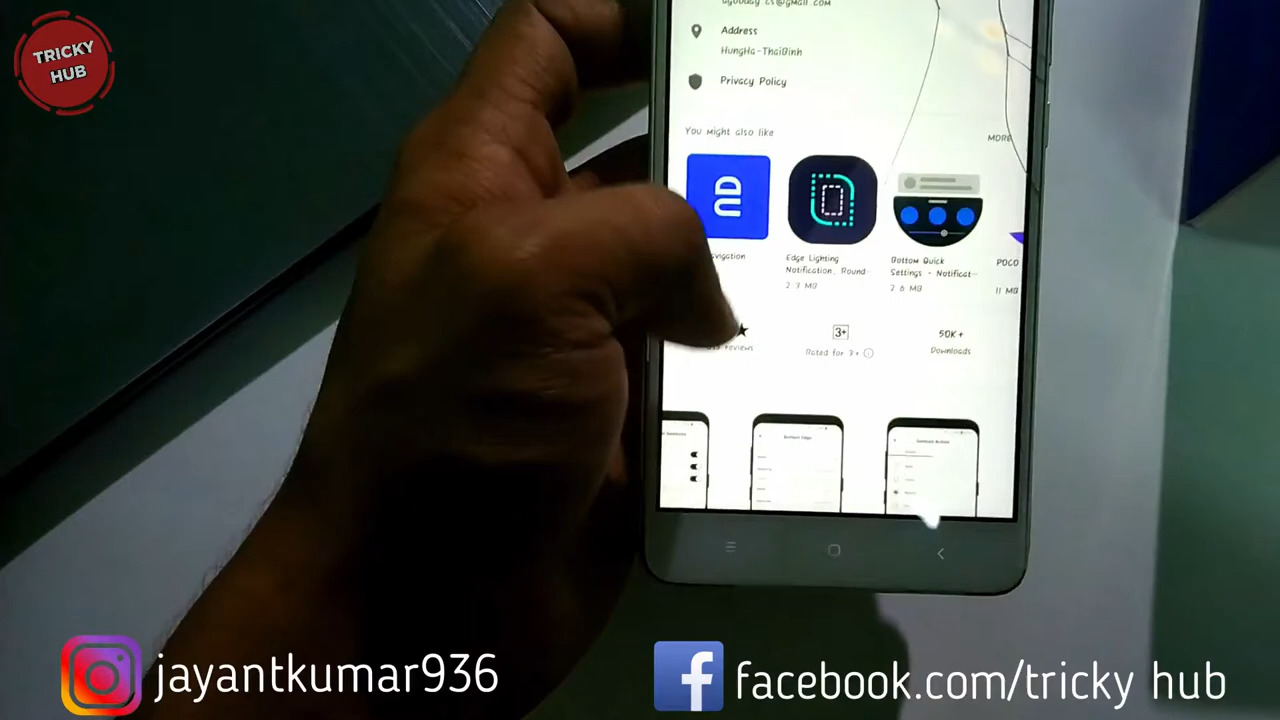 TRICKY
HUB
Address
HungHa-ThaiBinh
Privacy Policy
You might also like
MORE
Edge Lighting
Notification, Round-
2.3 MB
Bottom Quick
Settings - Notificat...
2.6 MB
POCO
11 MB
reviews
3+
Rated for 3+
50K+
Downloads
jayantkumar936
facebook.com/tricky hub